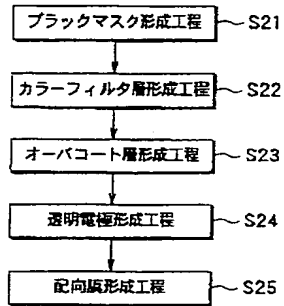 ブラックマスク形成工程 S21
カラーフィルタ層形成工程 S22
オーバコート層形成工程 S23
透明電極形成工程 S24
配向膜形成工程 S25